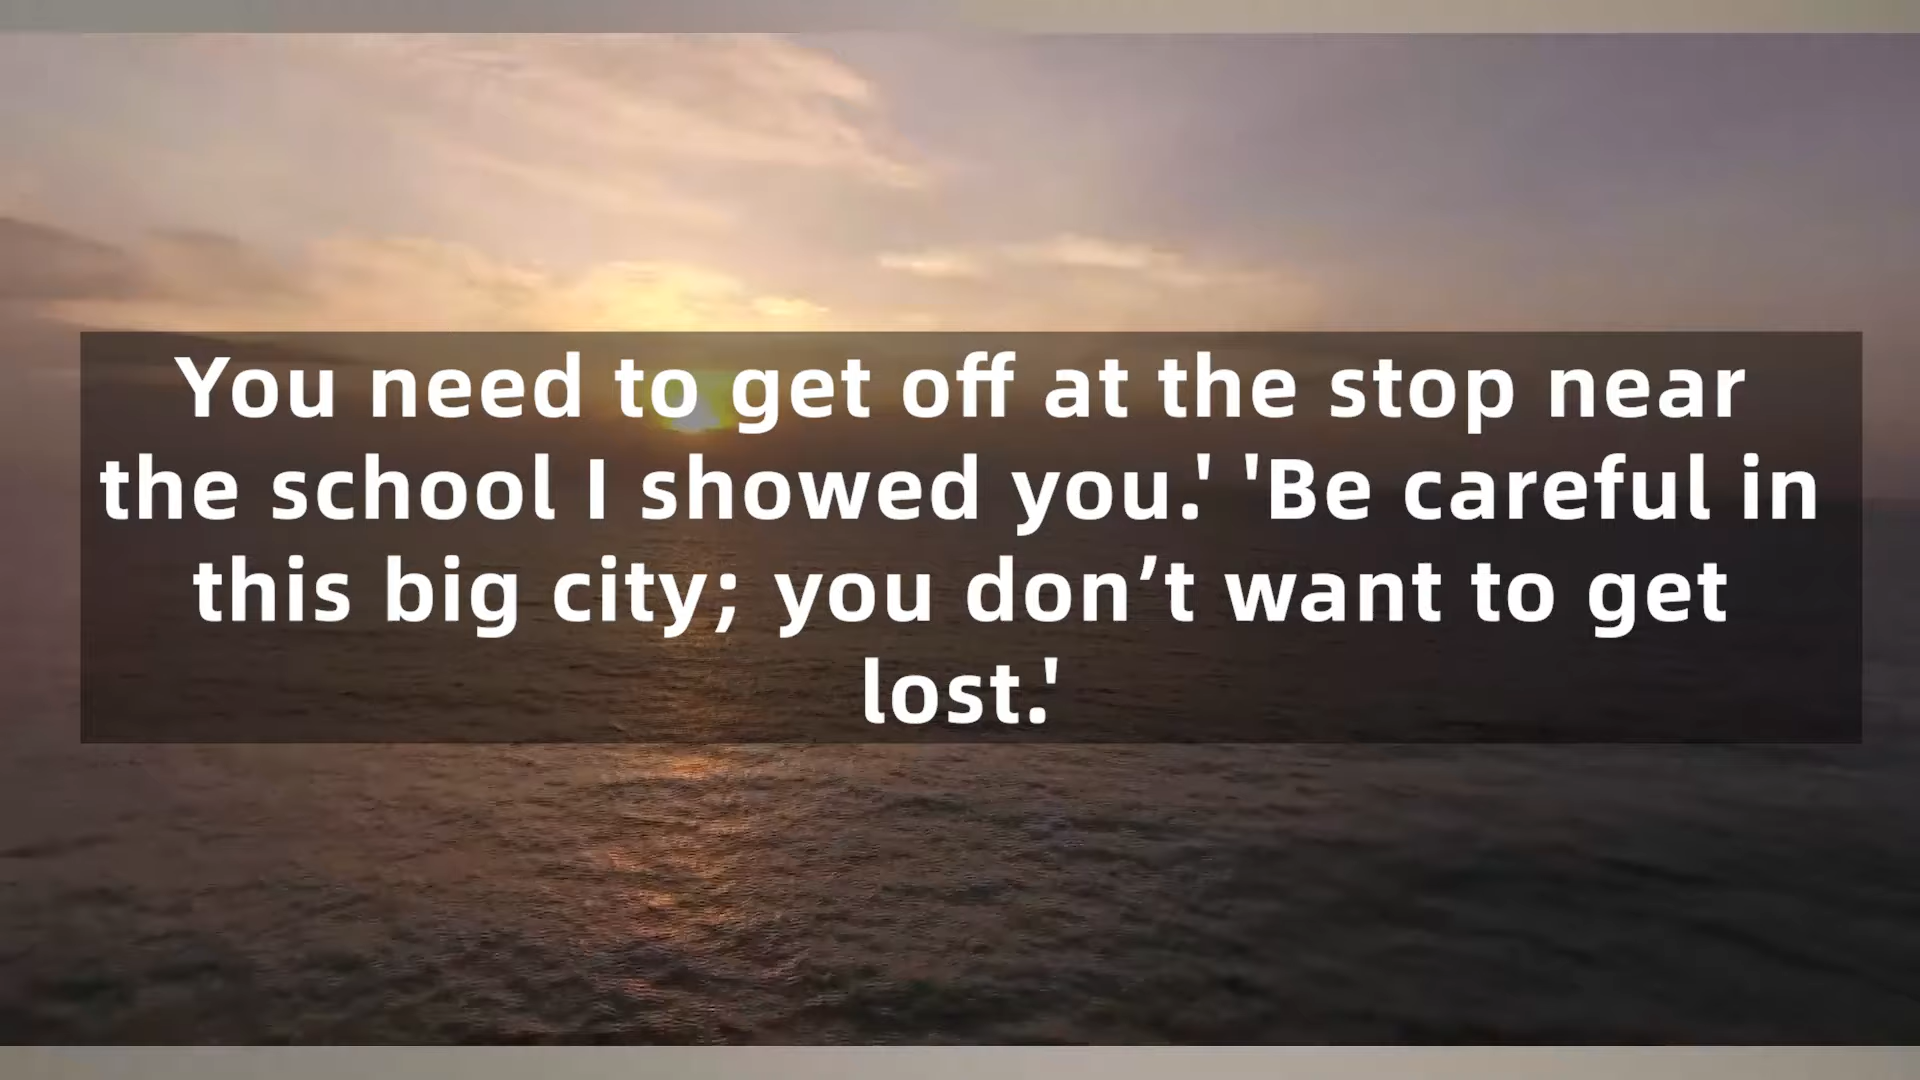 You need to get off at the stop near
the school I showed you.' 'Be careful in
this big city; you don’t want to get
lost.'